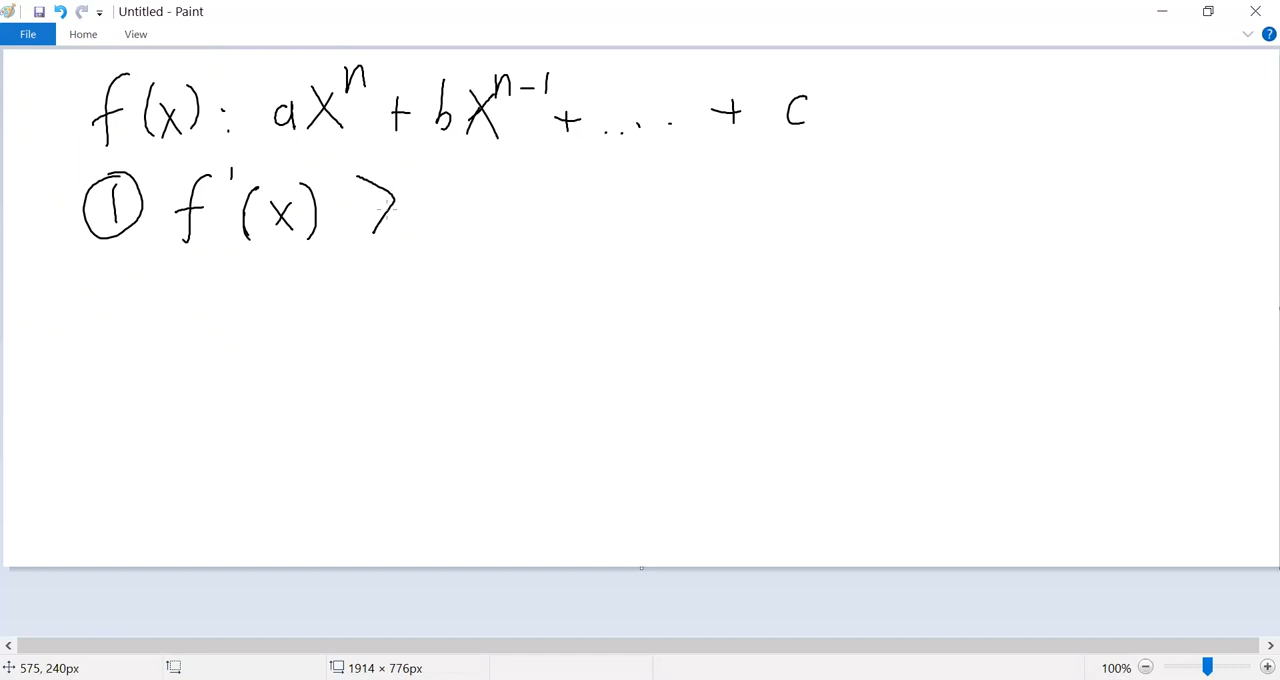 Untitled - Paint
File Home View
f(x): ax^n + bx^{n-1} + .... + c
① f'(x) >
575, 240px 1914 × 776px 100%